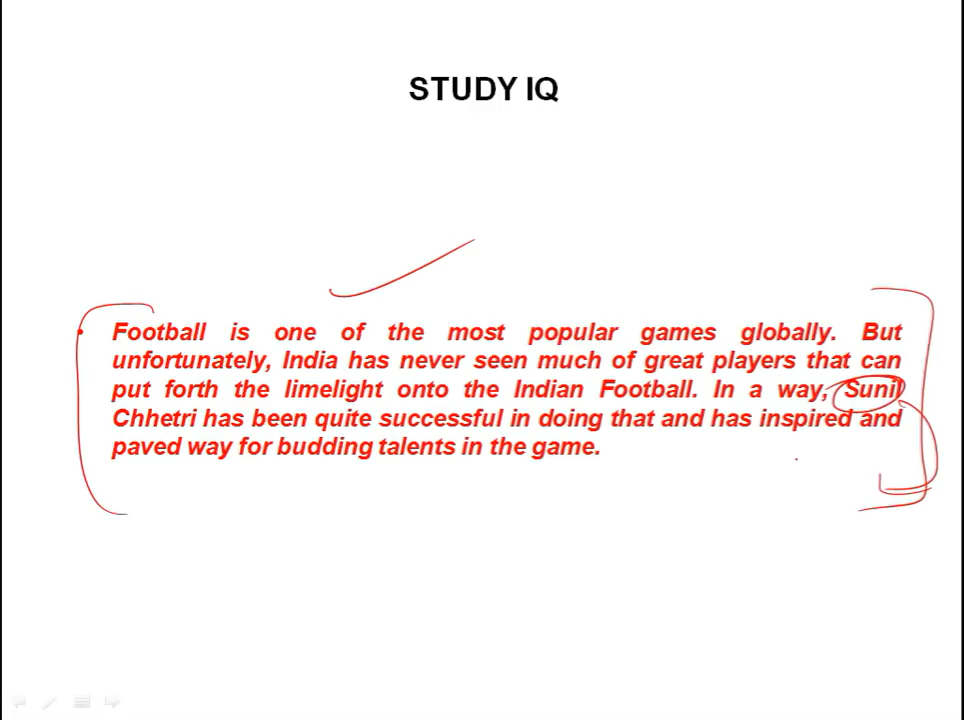 STUDY IQ
• Football is one of the most popular games globally. But
unfortunately, India has never seen much of great players that can
put forth the limelight onto the Indian Football. In a way, Sunil
Chhetri has been quite successful in doing that and has inspired and
paved way for budding talents in the game.